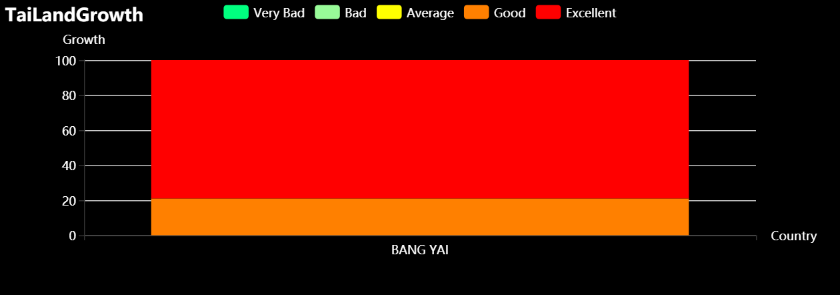 TaiLandGrowth
Very Bad
Bad
Average
Good
Excellent
Growth
100
80
60
40
20
0
BANG YAI
Country